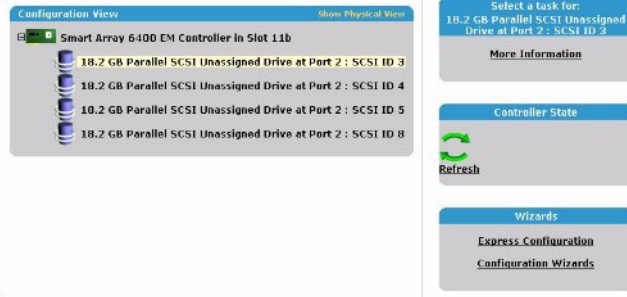 Configuration View
Show Physical View
Smart Array 6400 EM Controller in Slot 11b
18.2 GB Parallel SCSI Unassigned Drive at Port 2 : SCSI ID 3
18.2 GB Parallel SCSI Unassigned Drive at Port 2 : SCSI ID 4
18.2 GB Parallel SCSI Unassigned Drive at Port 2 : SCSI ID 5
18.2 GB Parallel SCSI Unassigned Drive at Port 2 : SCSI ID 8
Select a task for:
18.2 GB Parallel SCSI Unassigned
Drive at Port 2 : SCSI ID 3
More Information
Controller State
Refresh
Wizards
Express Configuration
Configuration Wizards